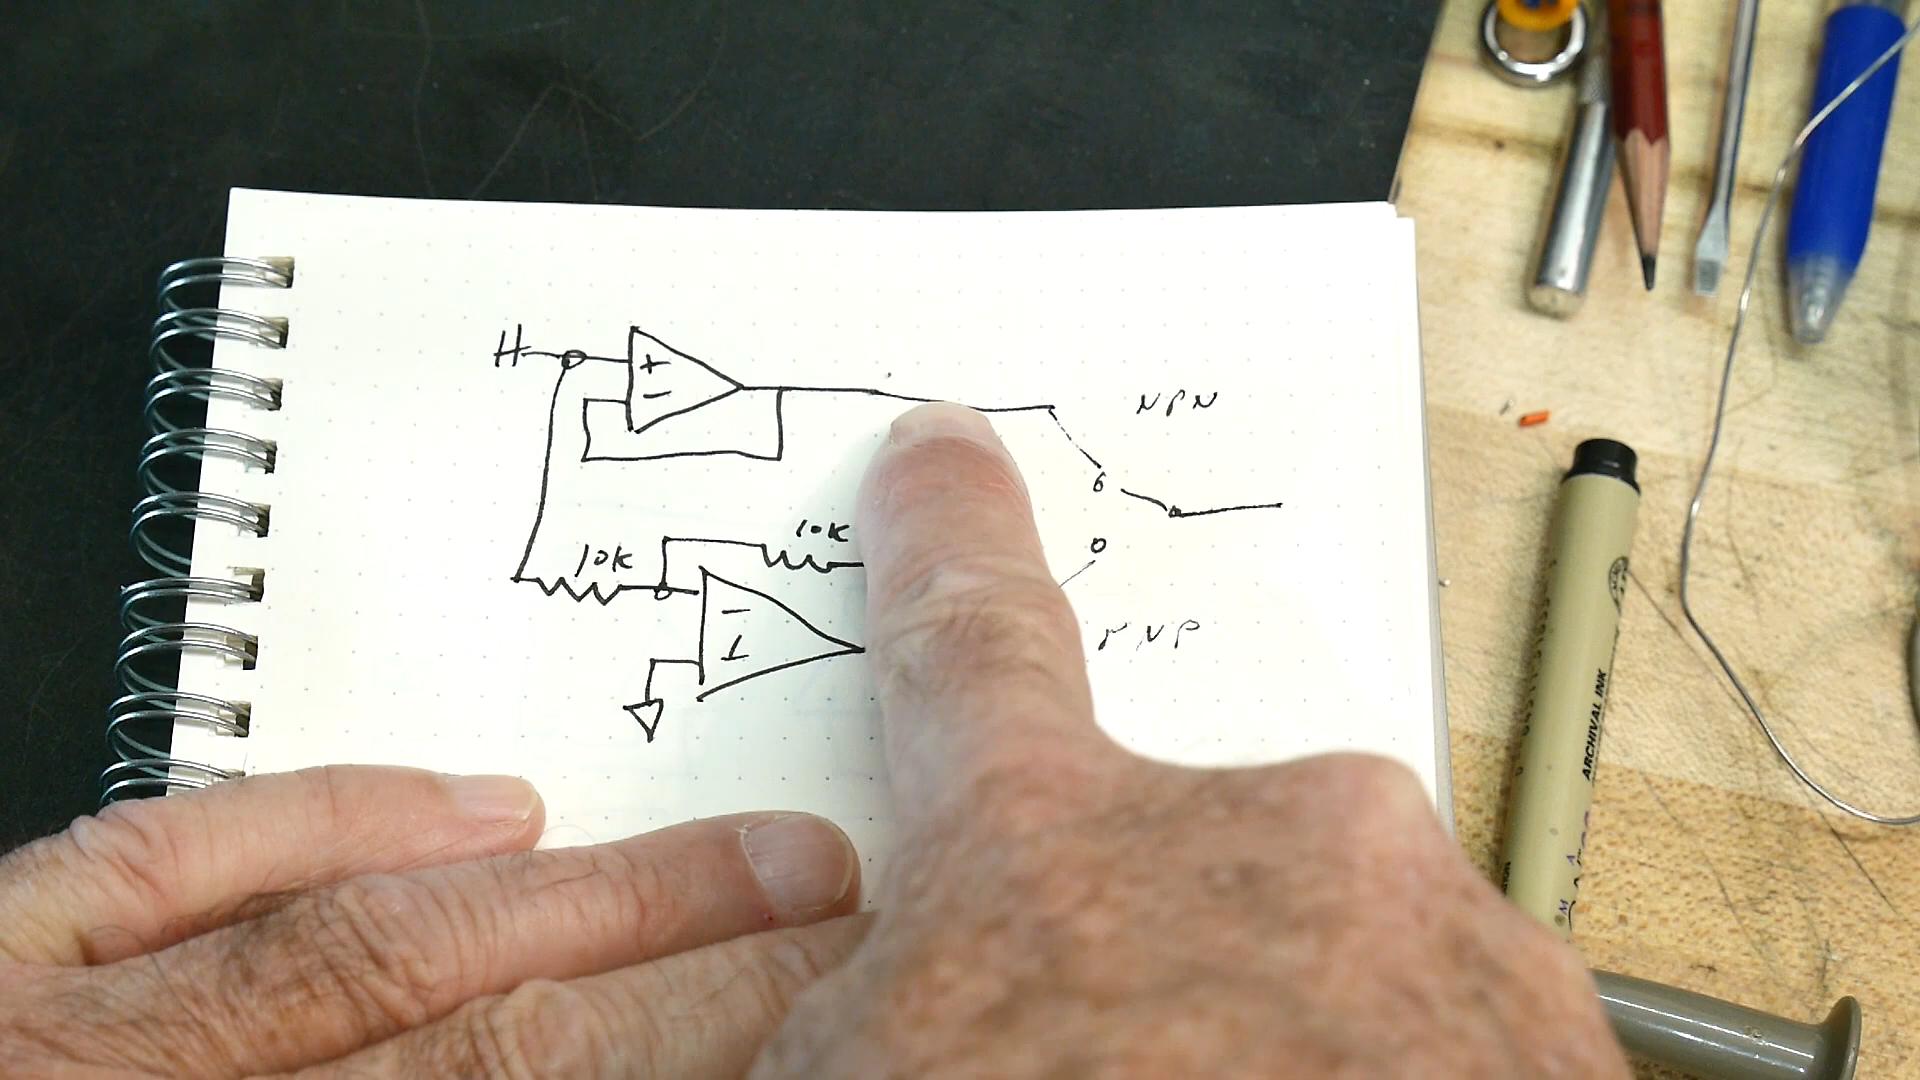 H
+
−
NPN
10K
10K
−
PNP
ARCHIVAL INK